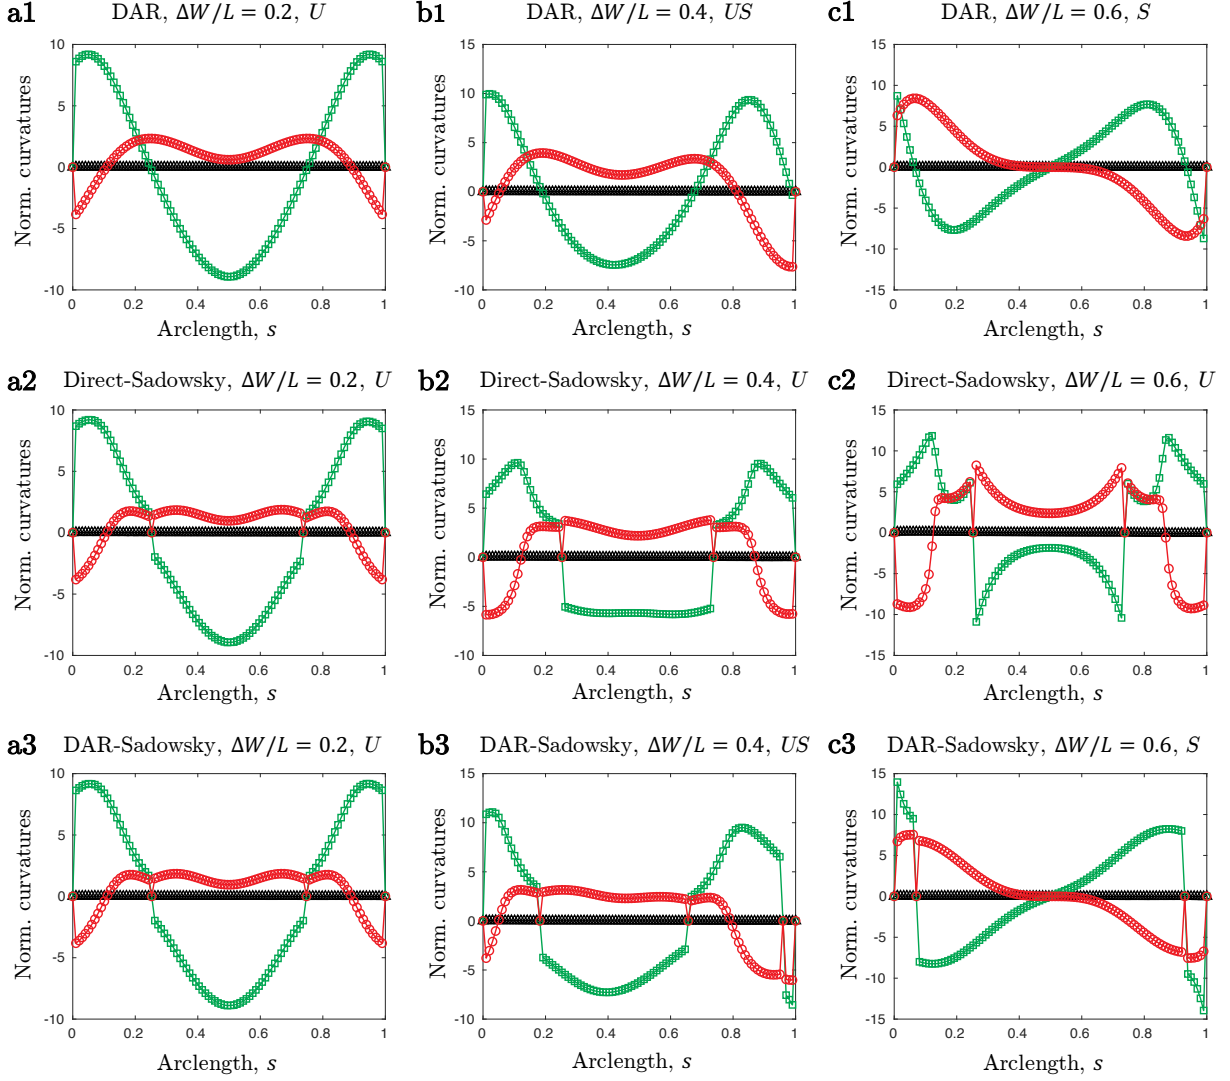 a1 DAR, ΔW/L = 0.2, U
b1 DAR, ΔW/L = 0.4, US
c1 DAR, ΔW/L = 0.6, S
Norm. curvatures
10
5
0
-5
-10
0 0.2 0.4 0.6 0.8 1
Arclength, s
Norm. curvatures
15
10
5
0
-5
-10
0 0.2 0.4 0.6 0.8 1
Arclength, s
Norm. curvatures
15
10
5
0
-5
-10
-15
0 0.2 0.4 0.6 0.8 1
Arclength, s
a2 Direct-Sadowsky, ΔW/L = 0.2, U
b2 Direct-Sadowsky, ΔW/L = 0.4, U
c2 Direct-Sadowsky, ΔW/L = 0.6, U
Norm. curvatures
10
5
0
-5
-10
0 0.2 0.4 0.6 0.8 1
Arclength, s
Norm. curvatures
15
10
5
0
-5
-10
0 0.2 0.4 0.6 0.8 1
Arclength, s
Norm. curvatures
15
10
5
0
-5
-10
-15
0 0.2 0.4 0.6 0.8 1
Arclength, s
a3 DAR-Sadowsky, ΔW/L = 0.2, U
b3 DAR-Sadowsky, ΔW/L = 0.4, US
c3 DAR-Sadowsky, ΔW/L = 0.6, S
Norm. curvatures
10
5
0
-5
-10
0 0.2 0.4 0.6 0.8 1
Arclength, s
Norm. curvatures
15
10
5
0
-5
-10
0 0.2 0.4 0.6 0.8 1
Arclength, s
Norm. curvatures
15
10
5
0
-5
-10
-15
0 0.2 0.4 0.6 0.8 1
Arclength, s